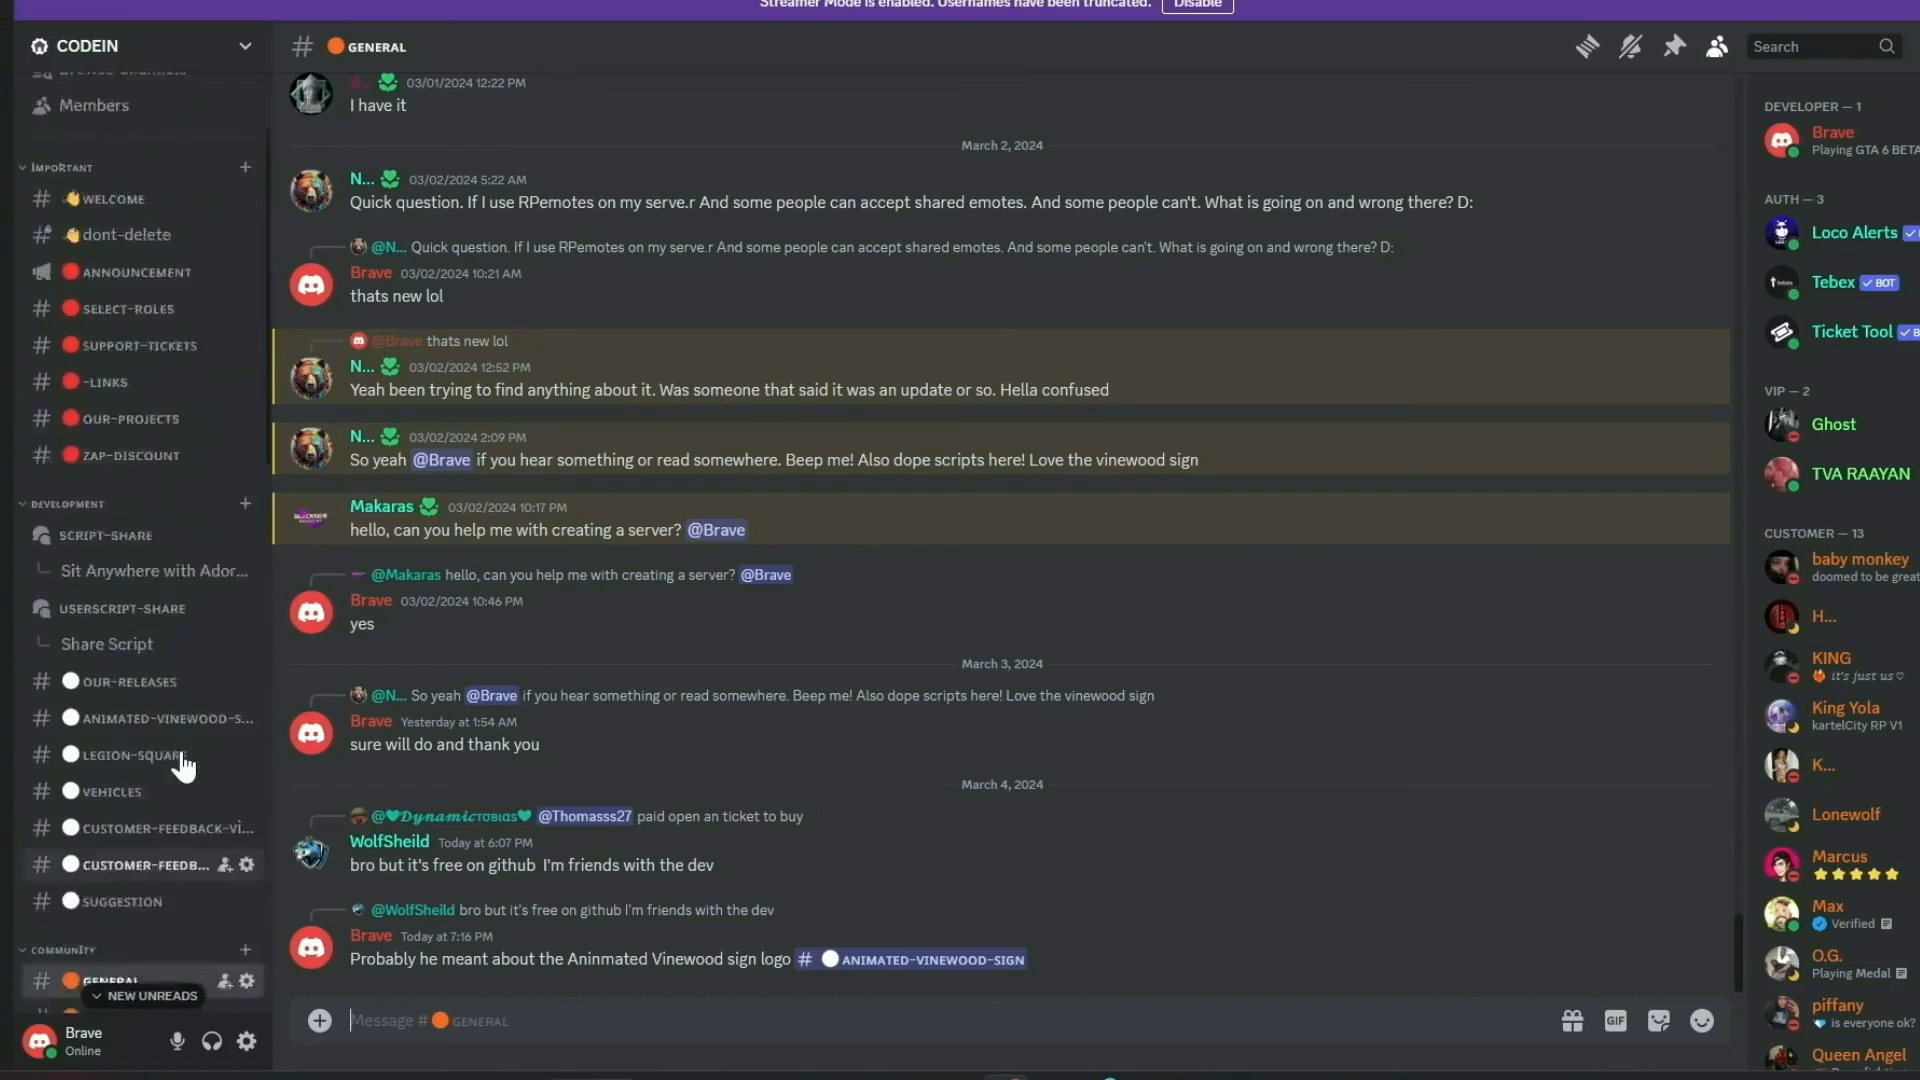 Streamer Mode is enabled. Usernames have been truncated. Disable
CODEIN
Browse Channels
Members
IMPORTANT
WELCOME
dont-delete
ANNOUNCEMENT
SELECT-ROLES
SUPPORT-TICKETS
-LINKS
OUR-PROJECTS
ZAP-DISCOUNT
DEVELOPMENT
SCRIPT-SHARE
Sit Anywhere with Ador...
USERSCRIPT-SHARE
Share Script
OUR-RELEASES
ANIMATED-VINEWOOD-S...
LEGION-SQUAR
VEHICLES
CUSTOMER-FEEDBACK-VI...
CUSTOMER-FEEDB...
SUGGESTION
COMMUNITY
GENERAL
NEW UNREADS
Brave
Online
# GENERAL
Search
03/01/2024 12:22 PM
I have it
March 2, 2024
N... 03/02/2024 5:22 AM
Quick question. If I use RPemotes on my serve.r And some people can accept shared emotes. And some people can't. What is going on and wrong there? D:
@N... Quick question. If I use RPemotes on my serve.r And some people can accept shared emotes. And some people can't. What is going on and wrong there? D:
Brave 03/02/2024 10:21 AM
thats new lol
@Brave thats new lol
N... 03/02/2024 12:52 PM
Yeah been trying to find anything about it. Was someone that said it was an update or so. Hella confused
N... 03/02/2024 2:09 PM
So yeah @Brave if you hear something or read somewhere. Beep me! Also dope scripts here! Love the vinewood sign
Makaras 03/02/2024 10:17 PM
hello, can you help me with creating a server? @Brave
@Makaras hello, can you help me with creating a server? @Brave
Brave 03/02/2024 10:46 PM
yes
March 3, 2024
@N... So yeah @Brave if you hear something or read somewhere. Beep me! Also dope scripts here! Love the vinewood sign
Brave Yesterday at 1:54 AM
sure will do and thank you
March 4, 2024
@♥𝓓𝔂𝓷𝓪𝓶𝓲𝓬ᴛᴏʙɪᴀs♥ @Thomasss27 paid open an ticket to buy
WolfSheild Today at 6:07 PM
bro but it's free on github I'm friends with the dev
@WolfSheild bro but it's free on github I'm friends with the dev
Brave Today at 7:16 PM
Probably he meant about the Aninmated Vinewood sign logo # ANIMATED-VINEWOOD-SIGN
Message # GENERAL
GIF
DEVELOPER — 1
Brave
Playing GTA 6 BETA
AUTH — 3
Loco Alerts
Tebex BOT
Ticket Tool B
VIP — 2
Ghost
TVA RAAYAN
CUSTOMER — 13
baby monkey
doomed to be great
H...
KING
it's just us
King Yola
kartelCity RP V1
K...
Lonewolf
Marcus
Max
Verified
O.G.
Playing Medal
piffany
is everyone ok?
Queen Angel